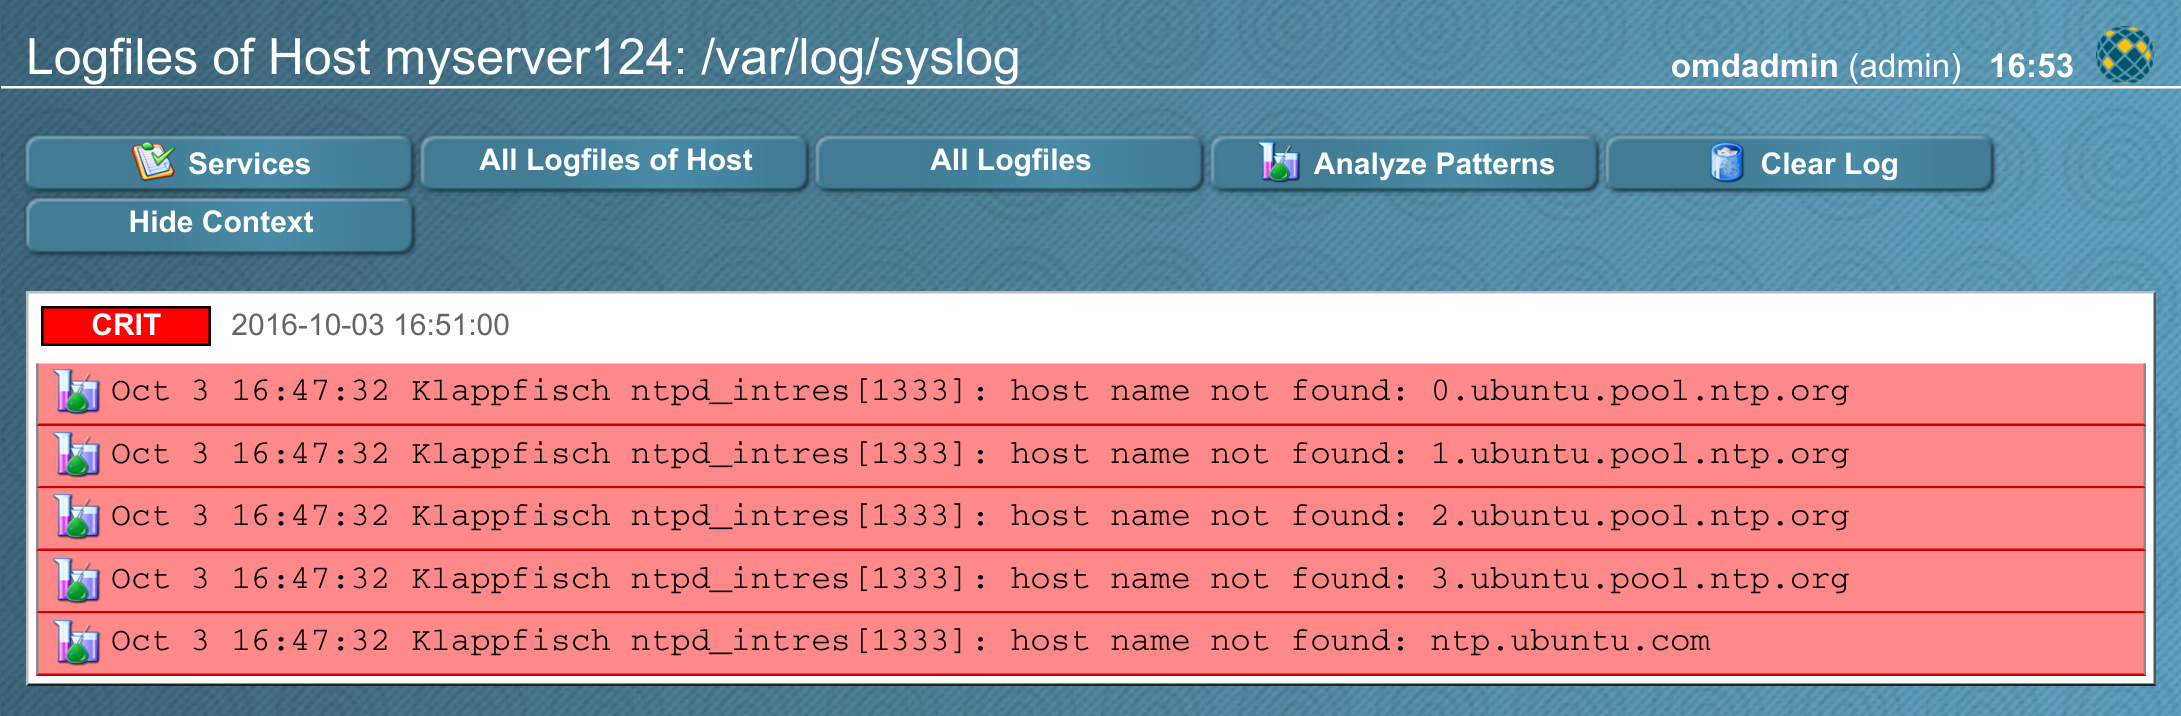 Logfiles of Host myserver124: /var/log/syslog
omdadmin (admin) 16:53
Services
All Logfiles of Host
All Logfiles
Analyze Patterns
Clear Log
Hide Context
CRIT 2016-10-03 16:51:00
Oct 3 16:47:32 Klappfisch ntpd_intres[1333]: host name not found: 0.ubuntu.pool.ntp.org
Oct 3 16:47:32 Klappfisch ntpd_intres[1333]: host name not found: 1.ubuntu.pool.ntp.org
Oct 3 16:47:32 Klappfisch ntpd_intres[1333]: host name not found: 2.ubuntu.pool.ntp.org
Oct 3 16:47:32 Klappfisch ntpd_intres[1333]: host name not found: 3.ubuntu.pool.ntp.org
Oct 3 16:47:32 Klappfisch ntpd_intres[1333]: host name not found: ntp.ubuntu.com